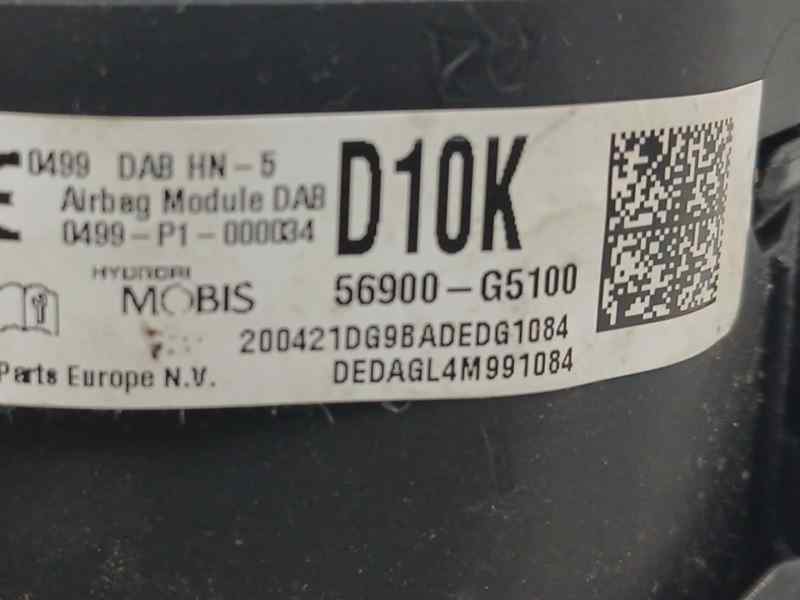 0499 DAB HN-5
Airbag Module DAB
0499-P1-000034
D10K
HYUNDAI
MOBIS
56900-G5100
200421DG9BADEDG1084
Parts Europe N.V.
DEDAGL4M991084